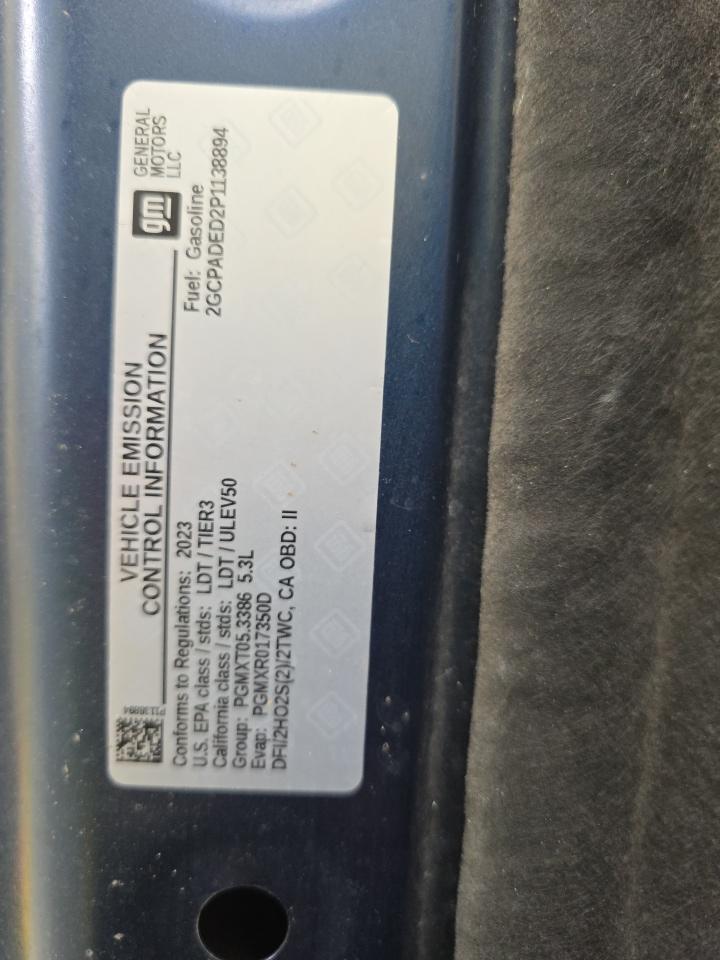 P1138894
VEHICLE EMISSION
CONTROL INFORMATION
gm
GENERAL
MOTORS
LLC
Conforms to Regulations: 2023
Fuel: Gasoline
U.S. EPA class / stds: LDT / TIER3
2GCPADED2P1138894
California class / stds: LDT / ULEV50
Group: PGMXT05.3386 5.3L
Evap: PGMXR017350D
DFI/2HO2S(2)/2TWC, CA OBD: II